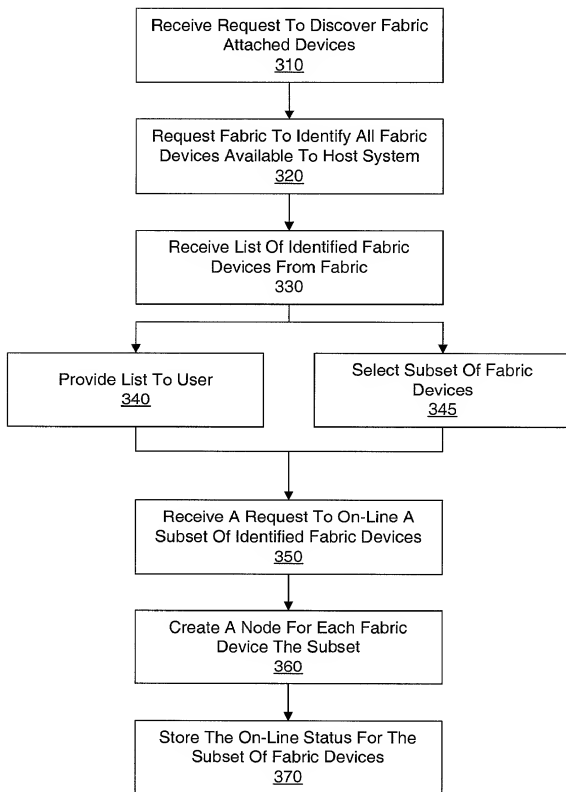 Receive Request To Discover Fabric
Attached Devices
310
Request Fabric To Identify All Fabric
Devices Available To Host System
320
Receive List Of Identified Fabric
Devices From Fabric
330
Provide List To User
340
Select Subset Of Fabric
Devices
345
Receive A Request To On-Line A
Subset Of Identified Fabric Devices
350
Create A Node For Each Fabric
Device The Subset
360
Store The On-Line Status For The
Subset Of Fabric Devices
370